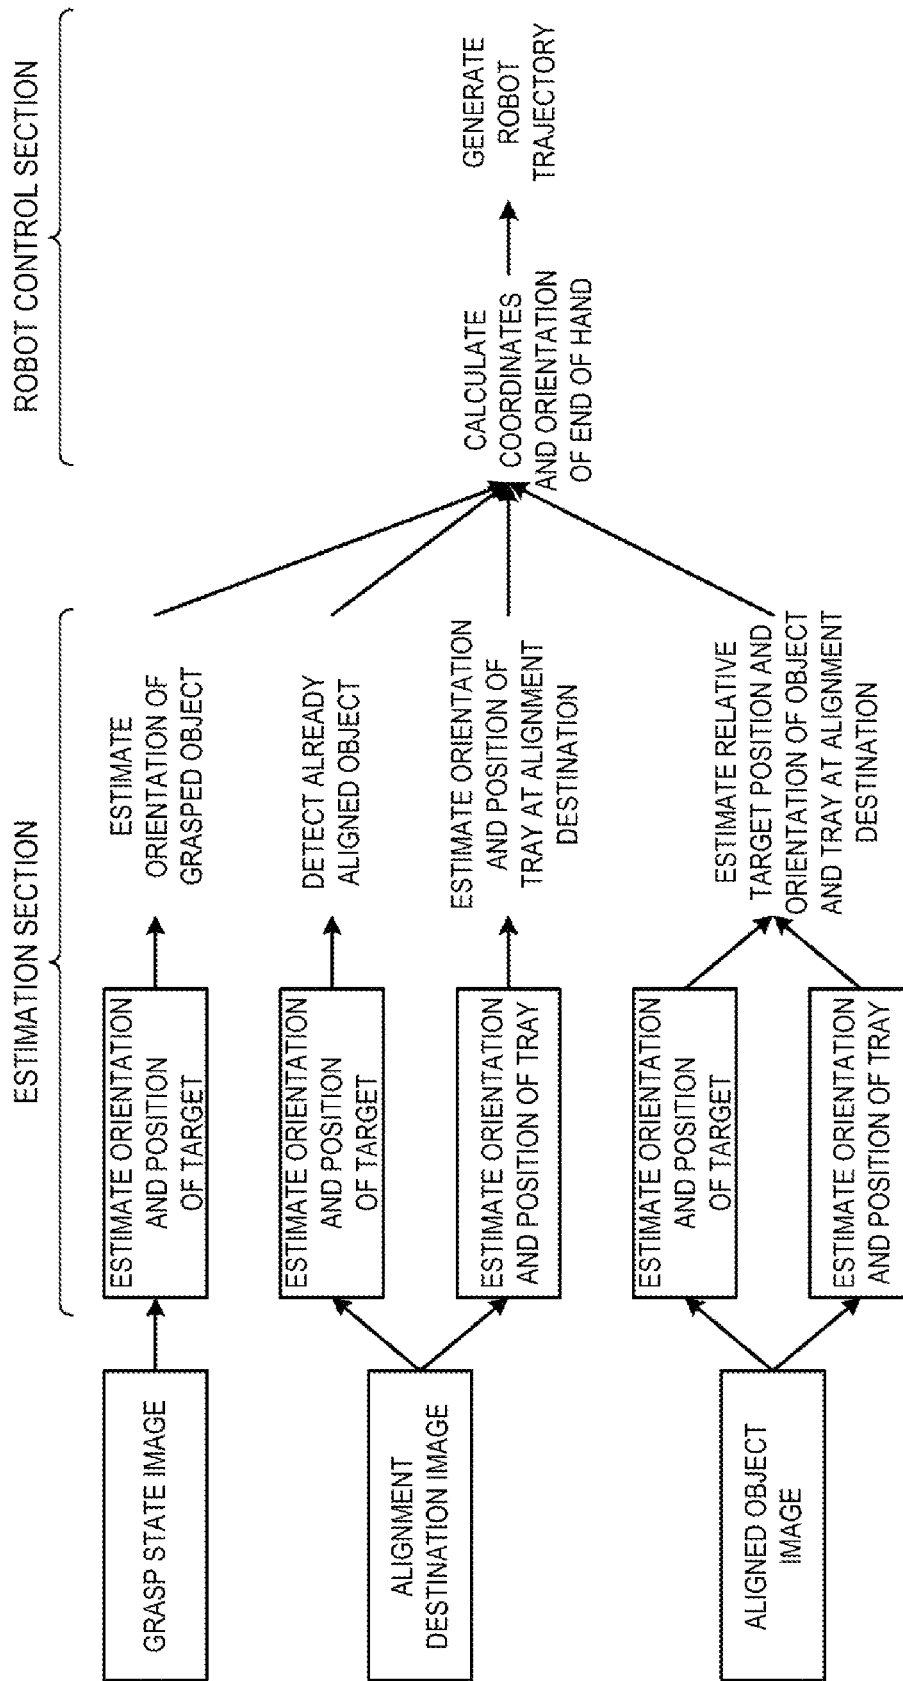 ESTIMATION SECTION
ROBOT CONTROL SECTION
GRASP STATE IMAGE
ESTIMATE ORIENTATION
AND POSITION
OF TARGET
ESTIMATE
ORIENTATION OF
GRASPED OBJECT
ALIGNMENT
DESTINATION IMAGE
ESTIMATE ORIENTATION
AND POSITION
OF TARGET
DETECT ALREADY
ALIGNED OBJECT
ESTIMATE ORIENTATION
AND POSITION OF TRAY
ESTIMATE ORIENTATION
AND POSITION OF
TRAY AT ALIGNMENT
DESTINATION
ALIGNED OBJECT
IMAGE
ESTIMATE ORIENTATION
AND POSITION
OF TARGET
ESTIMATE ORIENTATION
AND POSITION OF TRAY
ESTIMATE RELATIVE
TARGET POSITION AND
ORIENTATION OF OBJECT
AND TRAY AT ALIGNMENT
DESTINATION
CALCULATE
COORDINATES
AND ORIENTATION
OF END OF HAND
GENERATE
ROBOT
TRAJECTORY